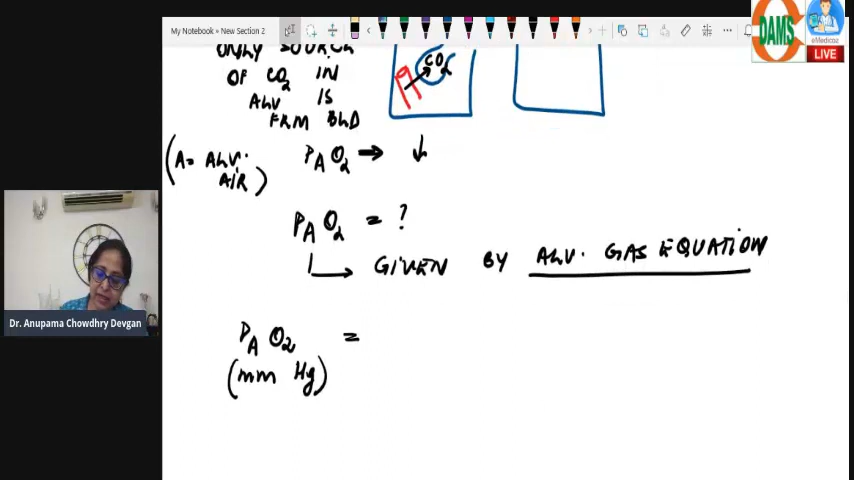 My Notebook » New Section 2
DAMS
eMedicoz
LIVE
ONLY SOURCE
OF CO2 IN
ALV IS
FRM BLD
CO2
(A= ALV.
AIR)
PAO2 → ↓
PAO2 = ?
GIVEN BY ALV. GAS EQUATION
Dr. Anupama Chowdhry Devgan
PAO2 =
(mm Hg)